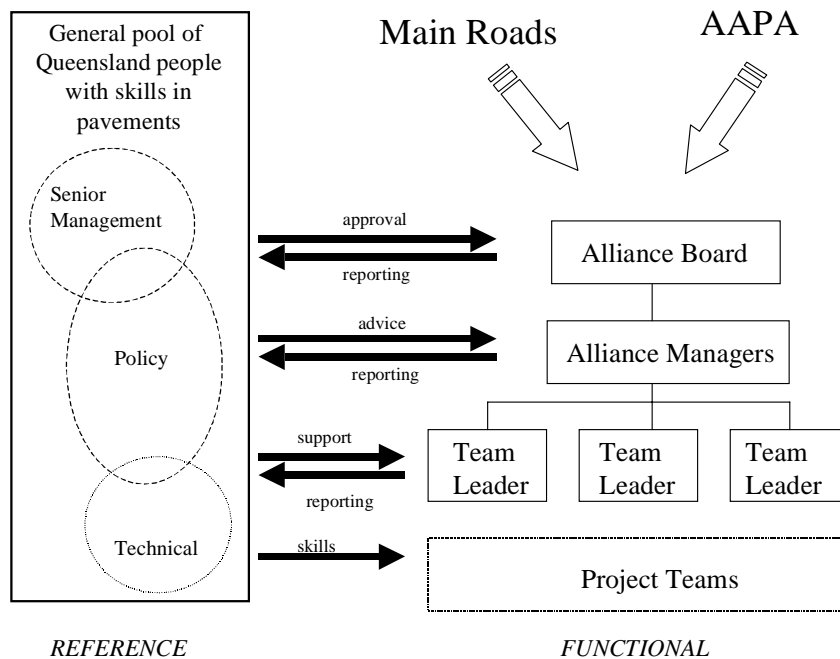 General pool of
Queensland people
with skills in
pavements
Senior
Management
Policy
Technical
Main Roads
AAPA
approval
reporting
Alliance Board
advice
reporting
Alliance Managers
support
reporting
Team
Leader
Team
Leader
Team
Leader
skills
Project Teams
REFERENCE
FUNCTIONAL